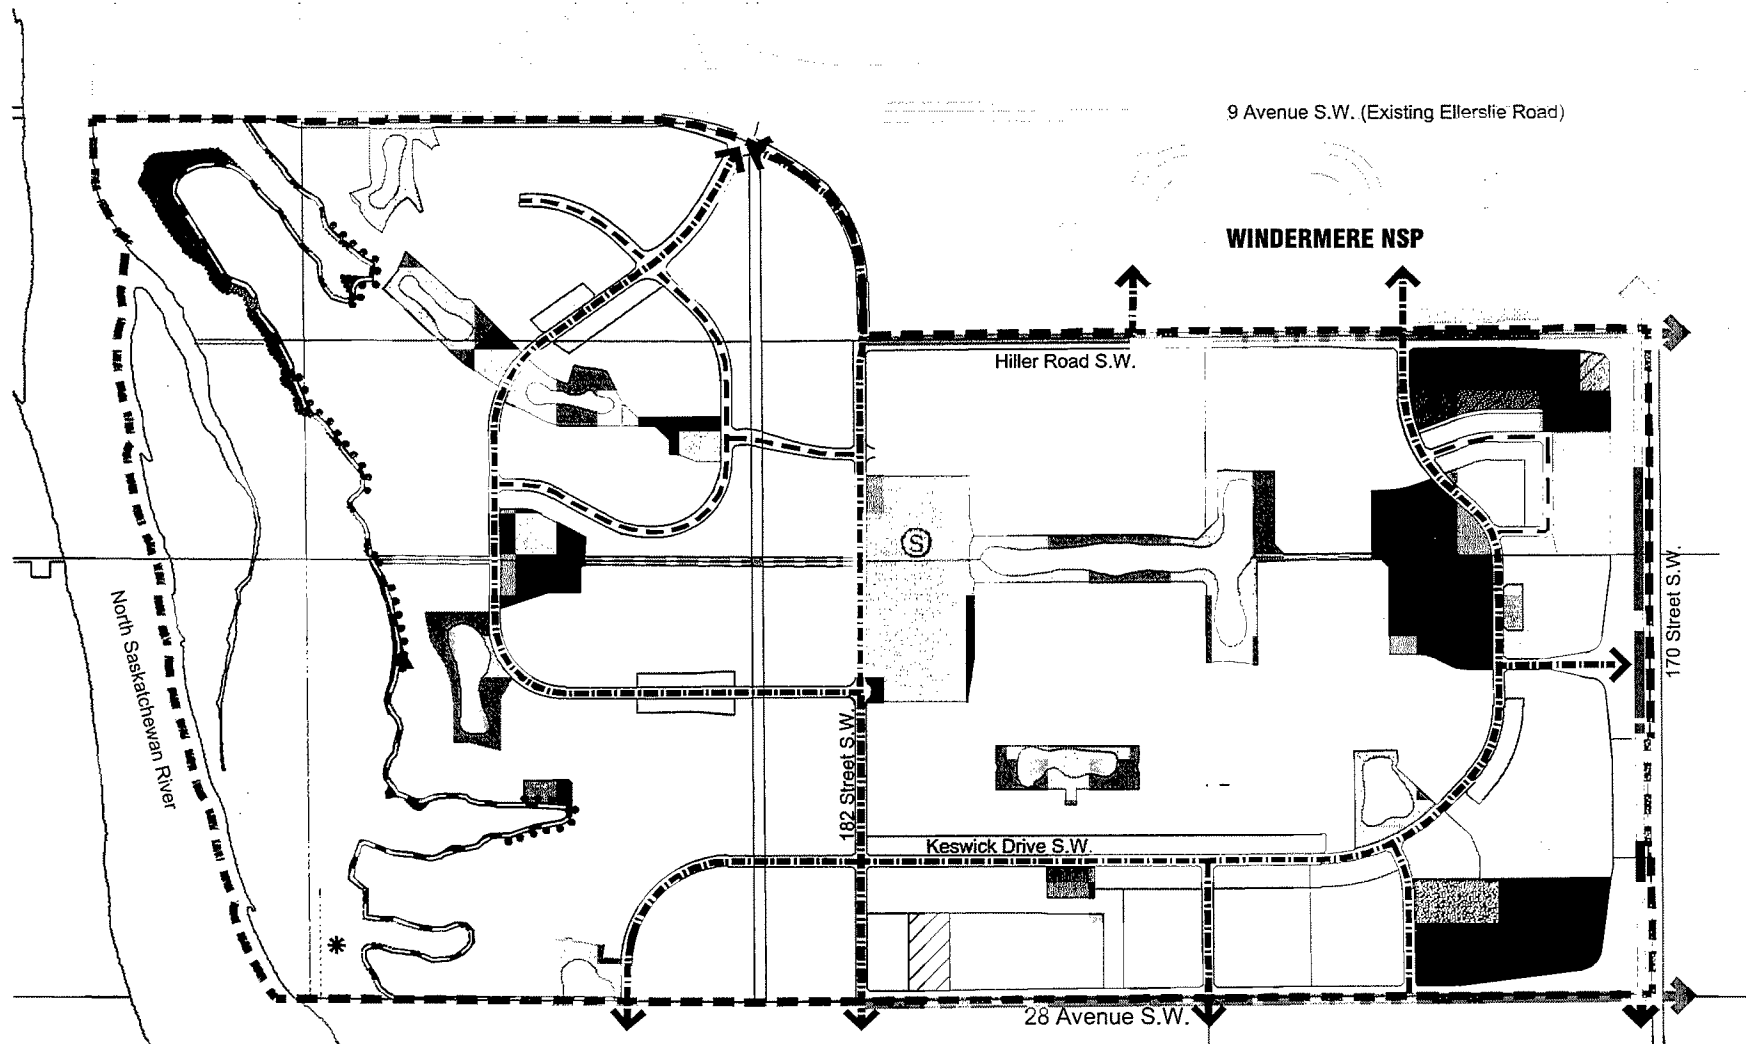 9 Avenue S.W. (Existing Ellerslie Road)
WINDERMERE NSP
Hiller Road S.W.
S
170 Street S.W.
North Saskatchewan River
182 Street S.W.
Keswick Drive S.W.
28 Avenue S.W.